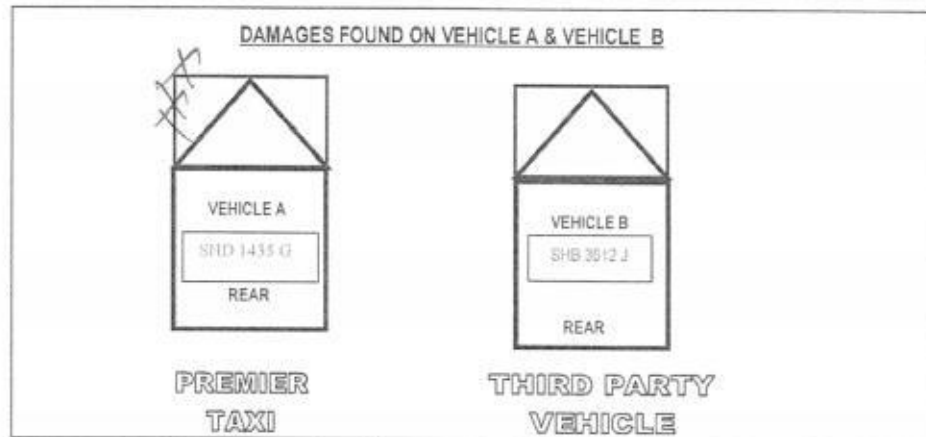 DAMAGES FOUND ON VEHICLE A & VEHICLE B
VEHICLE A
SHD 1435 G
REAR
PREMIER
TAXI
VEHICLE B
SHB 3612 J
REAR
THIRD PARTY
VEHICLE